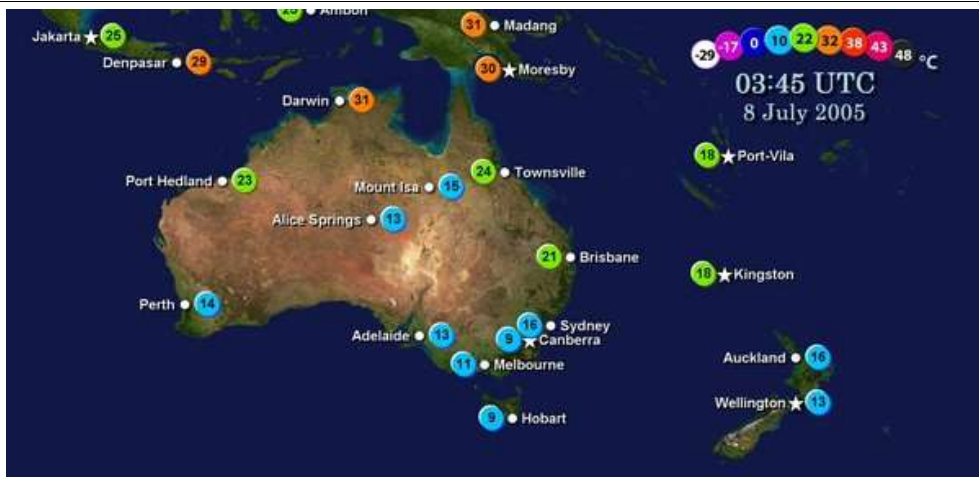 25 Ambon
Jakarta 25
31 Madang
-29 -17 0 10 22 32 38 43 48 °C
Denpasar 29
30 Moresby
03:45 UTC
Darwin 31
8 July 2005
18 Port-Vila
24 Townsville
Port Hedland 23
Mount Isa 15
Alice Springs 13
21 Brisbane
18 Kingston
Perth 14
16 Sydney
Adelaide 13
9 Canberra
Auckland 16
11 Melbourne
Wellington 13
9 Hobart